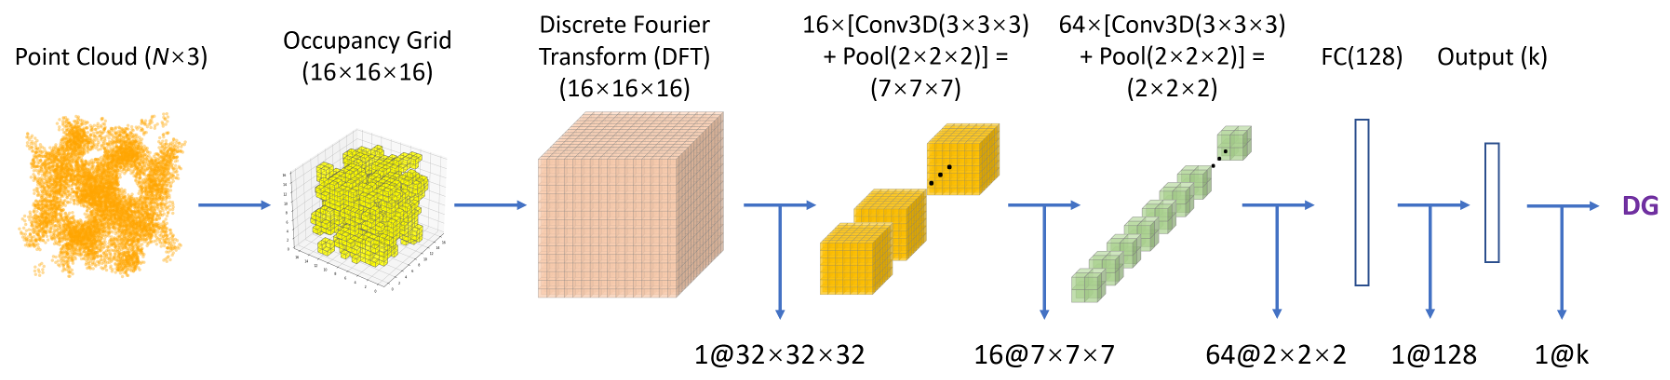 Point Cloud (N×3)
Occupancy Grid
(16×16×16)
Discrete Fourier
Transform (DFT)
(16×16×16)
16×[Conv3D(3×3×3)
+ Pool(2×2×2)] =
(7×7×7)
64×[Conv3D(3×3×3)
+ Pool(2×2×2)] =
(2×2×2)
FC(128)
Output (k)
DG
1@32×32×32
16@7×7×7
64@2×2×2
1@128
1@k